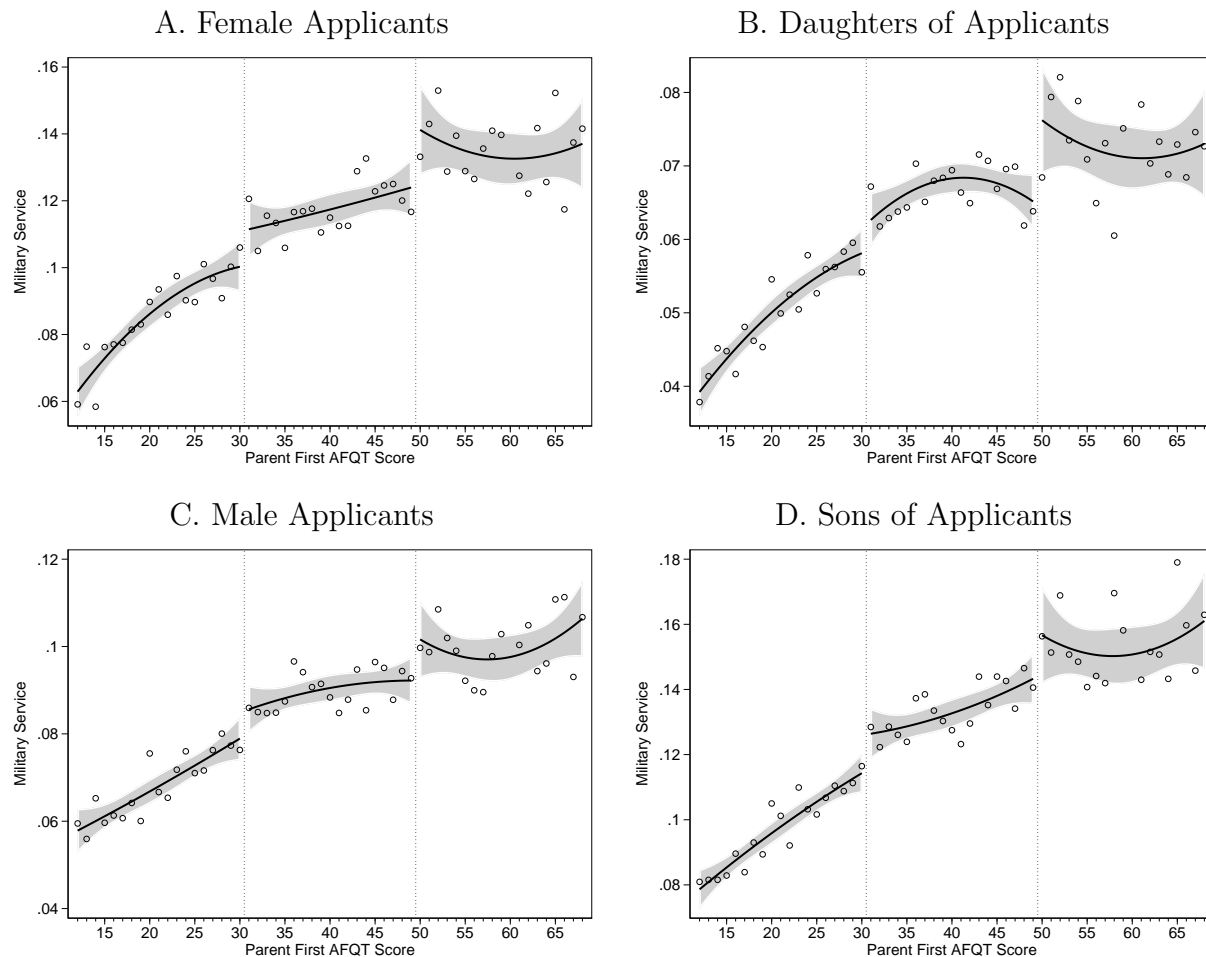 A. Female Applicants
Military Service
.16
.14
.12
.1
.08
.06
15 20 25 30 35 40 45 50 55 60 65
Parent First AFQT Score
B. Daughters of Applicants
Military Service
.08
.07
.06
.05
.04
15 20 25 30 35 40 45 50 55 60 65
Parent First AFQT Score
C. Male Applicants
Military Service
.12
.1
.08
.06
.04
15 20 25 30 35 40 45 50 55 60 65
Parent First AFQT Score
D. Sons of Applicants
Military Service
.18
.16
.14
.12
.1
.08
15 20 25 30 35 40 45 50 55 60 65
Parent First AFQT Score